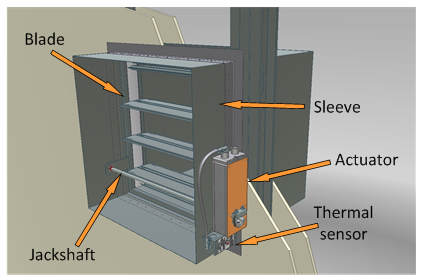 Blade
Sleeve
Actuator
Thermal
sensor
Jackshaft